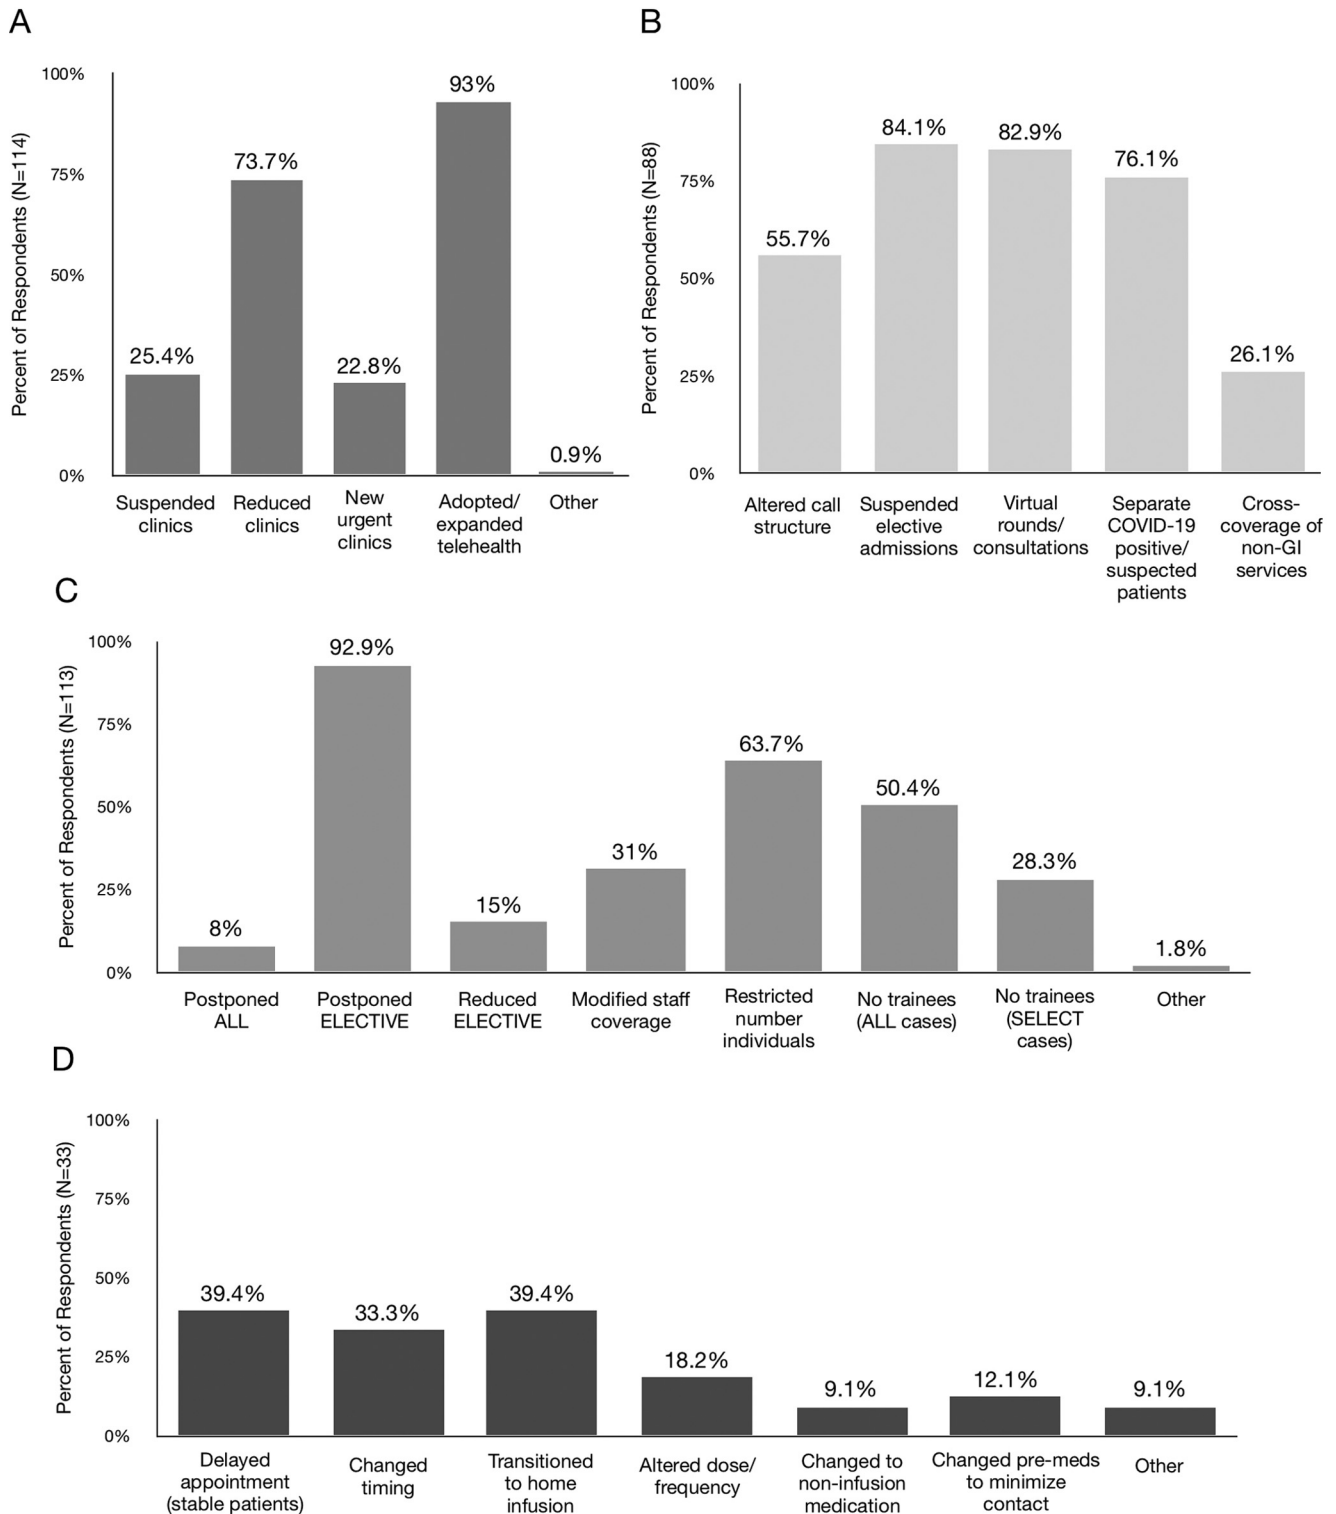 A
Percent of Respondents (N=114)
100%
75%
50%
25%
0%
25.4%
73.7%
22.8%
93%
0.9%
Suspended
clinics
Reduced
clinics
New
urgent
clinics
Adopted/
expanded
telehealth
Other
B
Percent of Respondents (N=88)
100%
75%
50%
25%
0%
55.7%
84.1%
82.9%
76.1%
26.1%
Altered call
structure
Suspended
elective
admissions
Virtual
rounds/
consultations
Separate
COVID-19
positive/
suspected
patients
Cross-
coverage of
non-GI
services
C
Percent of Respondents (N=113)
100%
75%
50%
25%
0%
8%
92.9%
15%
31%
63.7%
50.4%
28.3%
1.8%
Postponed
ALL
Postponed
ELECTIVE
Reduced
ELECTIVE
Modified staff
coverage
Restricted
number
individuals
No trainees
(ALL cases)
No trainees
(SELECT
cases)
Other
D
Percent of Respondents (N=33)
100%
75%
50%
25%
0%
39.4%
33.3%
39.4%
18.2%
9.1%
12.1%
9.1%
Delayed
appointment
(stable patients)
Changed
timing
Transitioned
to home
infusion
Altered dose/
frequency
Changed to
non-infusion
medication
Changed pre-meds
to minimize
contact
Other